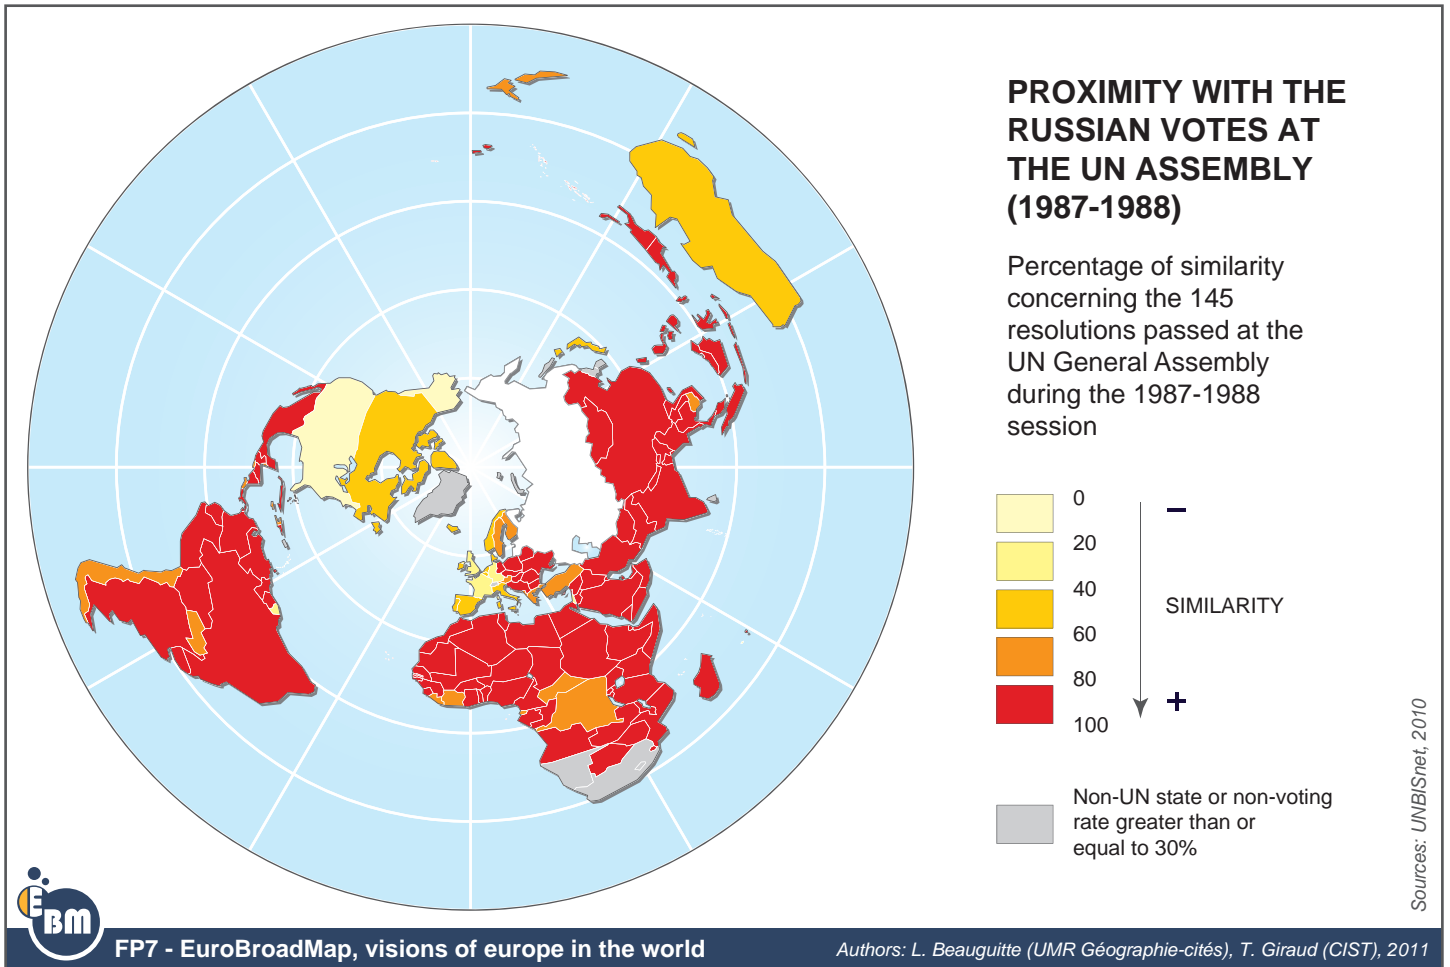 PROXIMITY WITH THE
RUSSIAN VOTES AT
THE UN ASSEMBLY
(1987-1988)
Percentage of similarity
concerning the 145
resolutions passed at the
UN General Assembly
during the 1987-1988
session
0
20
40
60
80
100
−
SIMILARITY
+
Non-UN state or non-voting
rate greater than or
equal to 30%
Sources: UNBISnet, 2010
EBM
FP7 - EuroBroadMap, visions of europe in the world
Authors: L. Beauguitte (UMR Géographie-cités), T. Giraud (CIST), 2011